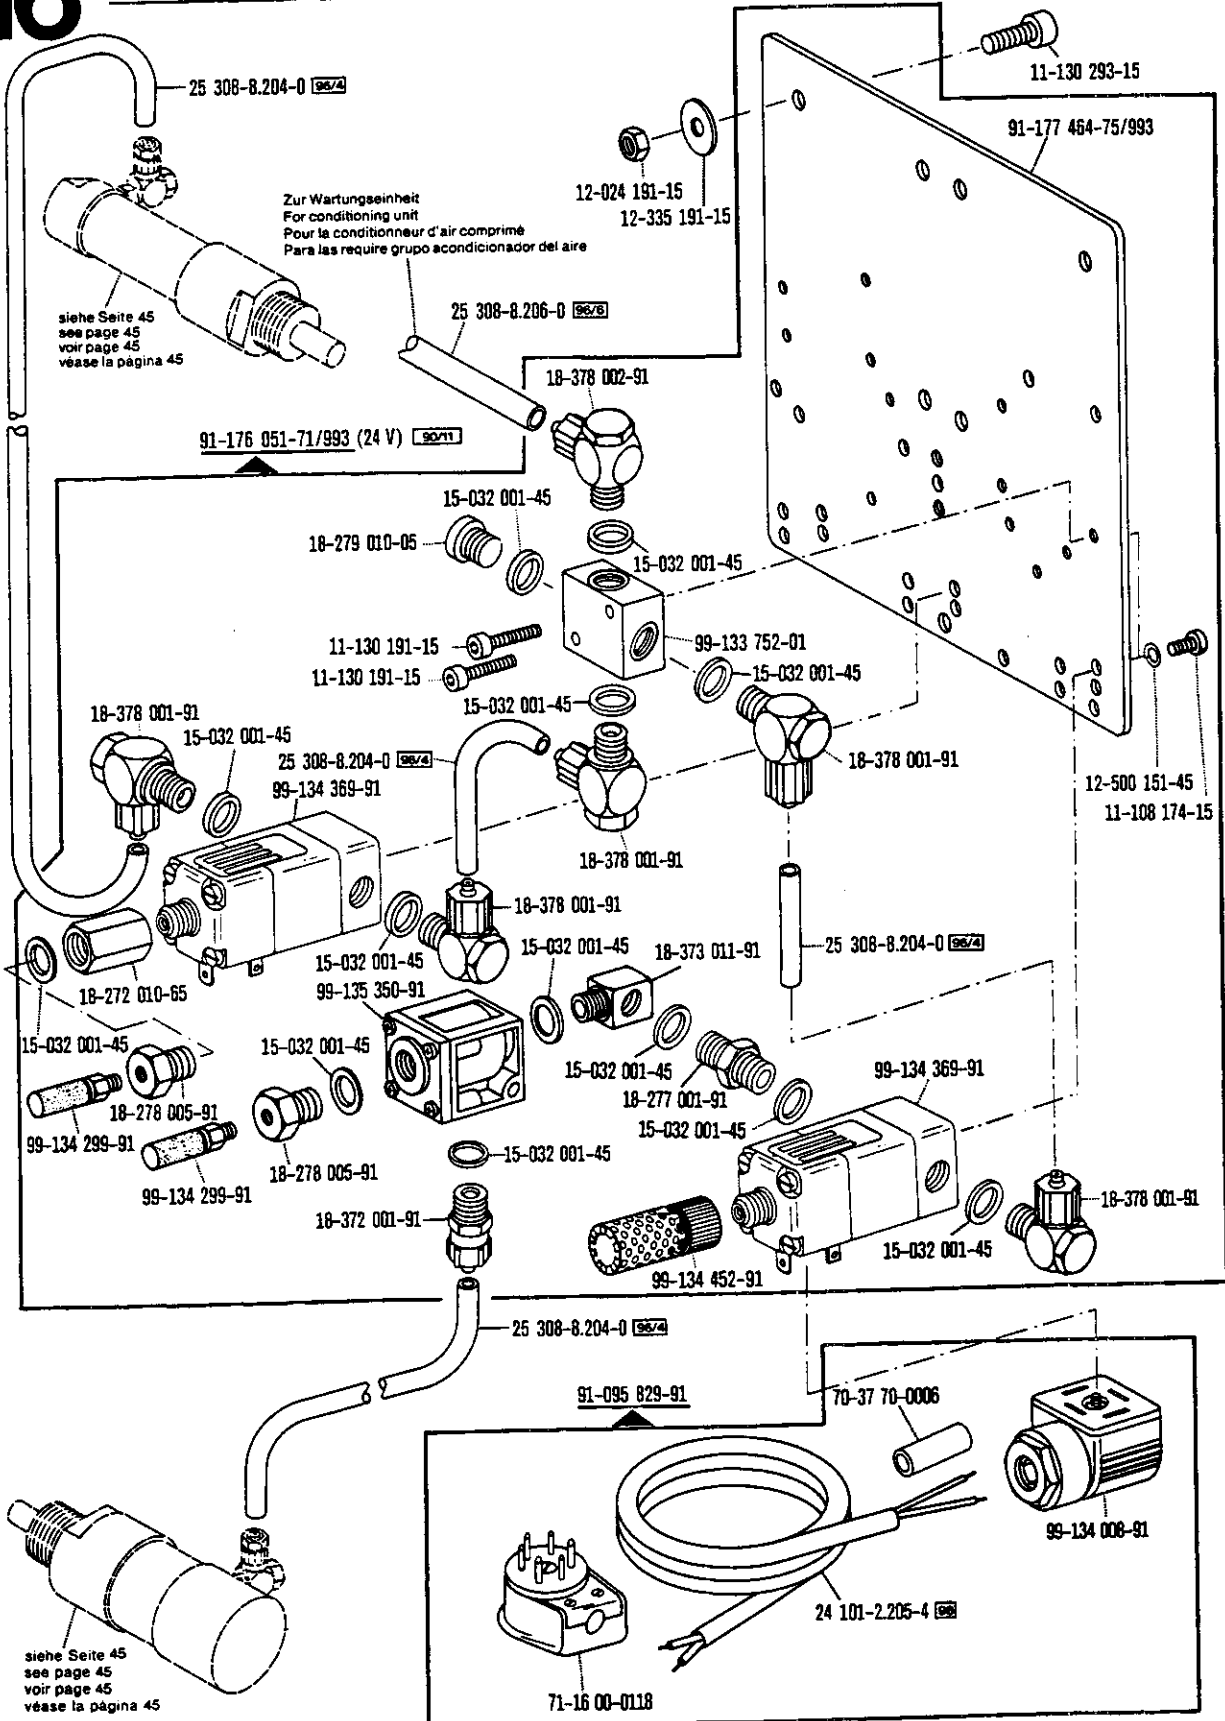 25 308-8.204-0 96/4
11-130 293-15
91-177 464-75/993
12-024 191-15
12-335 191-15
Zur Wartungseinheit
For conditioning unit
Pour la conditionneur d'air comprimé
Para las require grupo acondicionador del aire
siehe Seite 45
see page 45
voir page 45
véase la página 45
25 308-8.206-0 96/6
18-378 002-91
91-176 051-71/993 (24 V) 90/11
15-032 001-45
18-279 010-05
15-032 001-45
11-130 191-15
99-133 752-01
11-130 191-15
15-032 001-45
15-032 001-45
18-378 001-91
15-032 001-45
25 308-8.204-0 96/4
18-378 001-91
99-134 369-91
12-500 151-45
11-108 174-15
18-378 001-91
18-378 001-91
15-032 001-45
18-373 011-91
25 308-8.204-0 96/4
15-032 001-45
99-135 350-91
18-272 010-65
15-032 001-45
15-032 001-45
15-032 001-45
99-134 369-91
18-278 005-91
18-277 001-91
99-134 299-91
15-032 001-45
18-278 005-91
15-032 001-45
99-134 299-91
18-372 001-91
18-378 001-91
15-032 001-45
99-134 452-91
25 308-8.204-0 96/4
91-095 829-91
70-37 70-0006
99-134 008-91
24 101-2.205-4 96
siehe Seite 45
see page 45
voir page 45
véase la página 45
71-16 00-0118